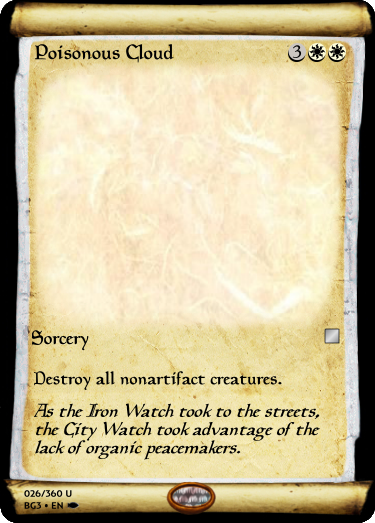 Poisonous Cloud 3
Sorcery
Destroy all nonartifact creatures.
As the Iron Watch took to the streets,
the City Watch took advantage of the
lack of organic peacemakers.
026/360 U
BG3 • EN